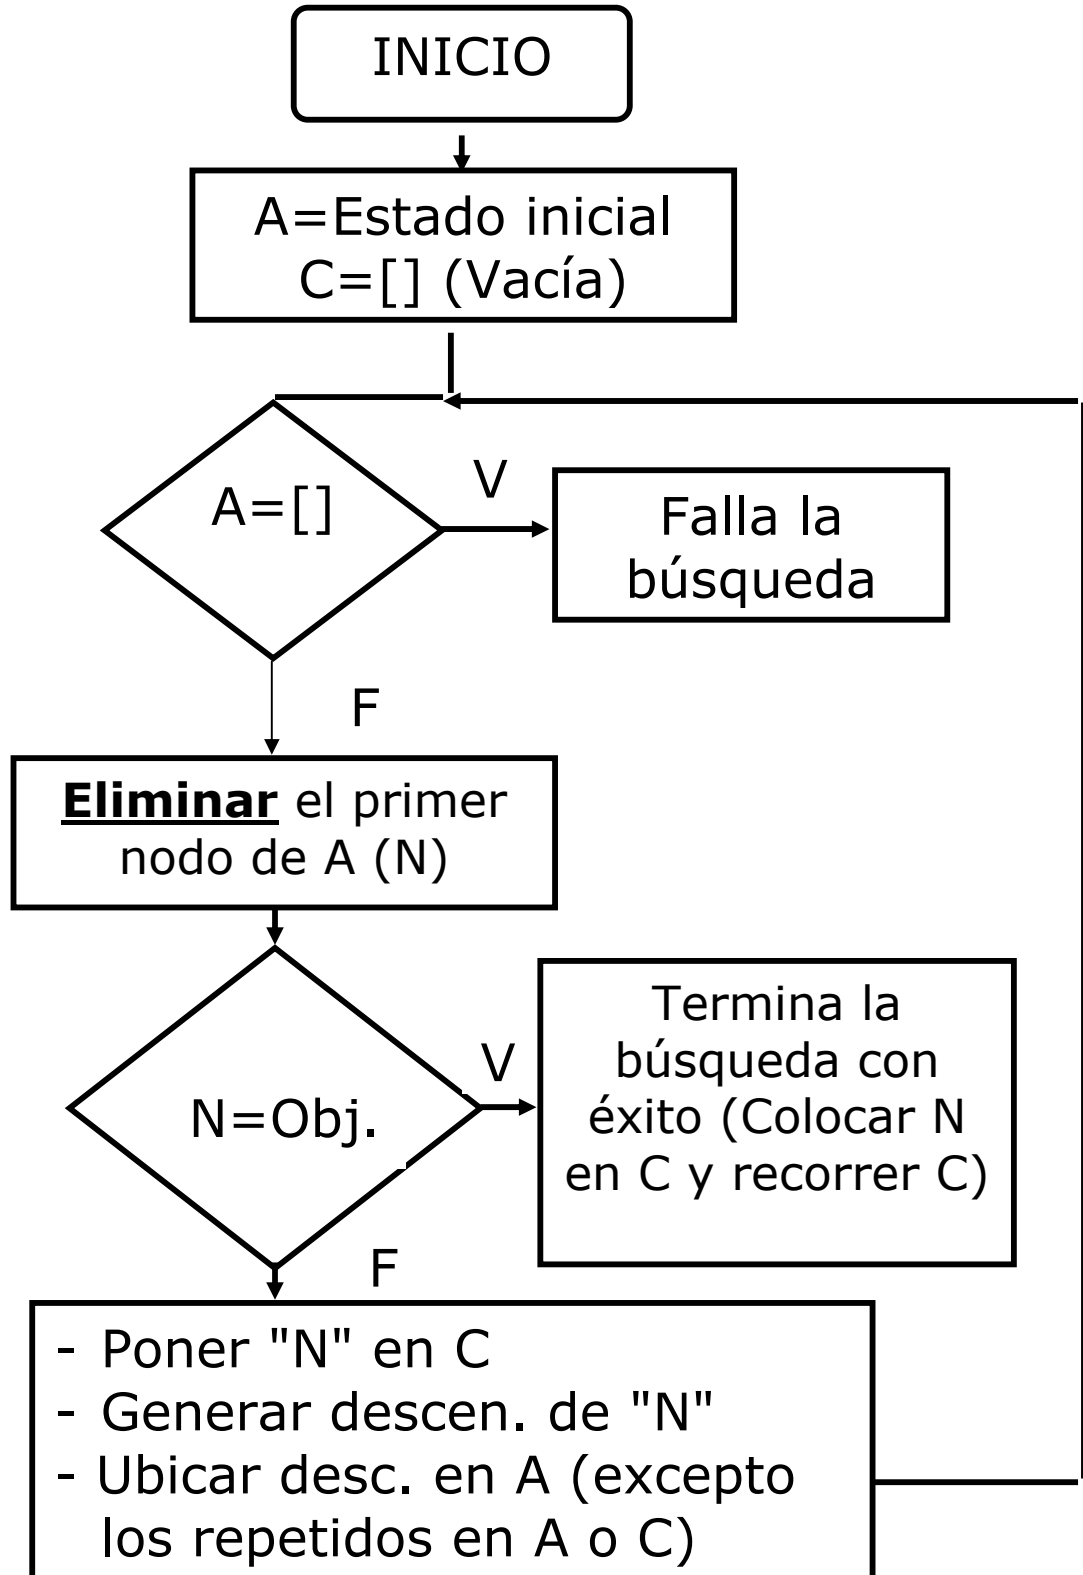 INICIO
A=Estado inicial
C=[] (Vacía)
A=[]
V
Falla la
búsqueda
F
Eliminar el primer
nodo de A (N)
N=Obj.
V
Termina la
búsqueda con
éxito (Colocar N
en C y recorrer C)
F
- Poner "N" en C
- Generar descen. de "N"
- Ubicar desc. en A (excepto
los repetidos en A o C)